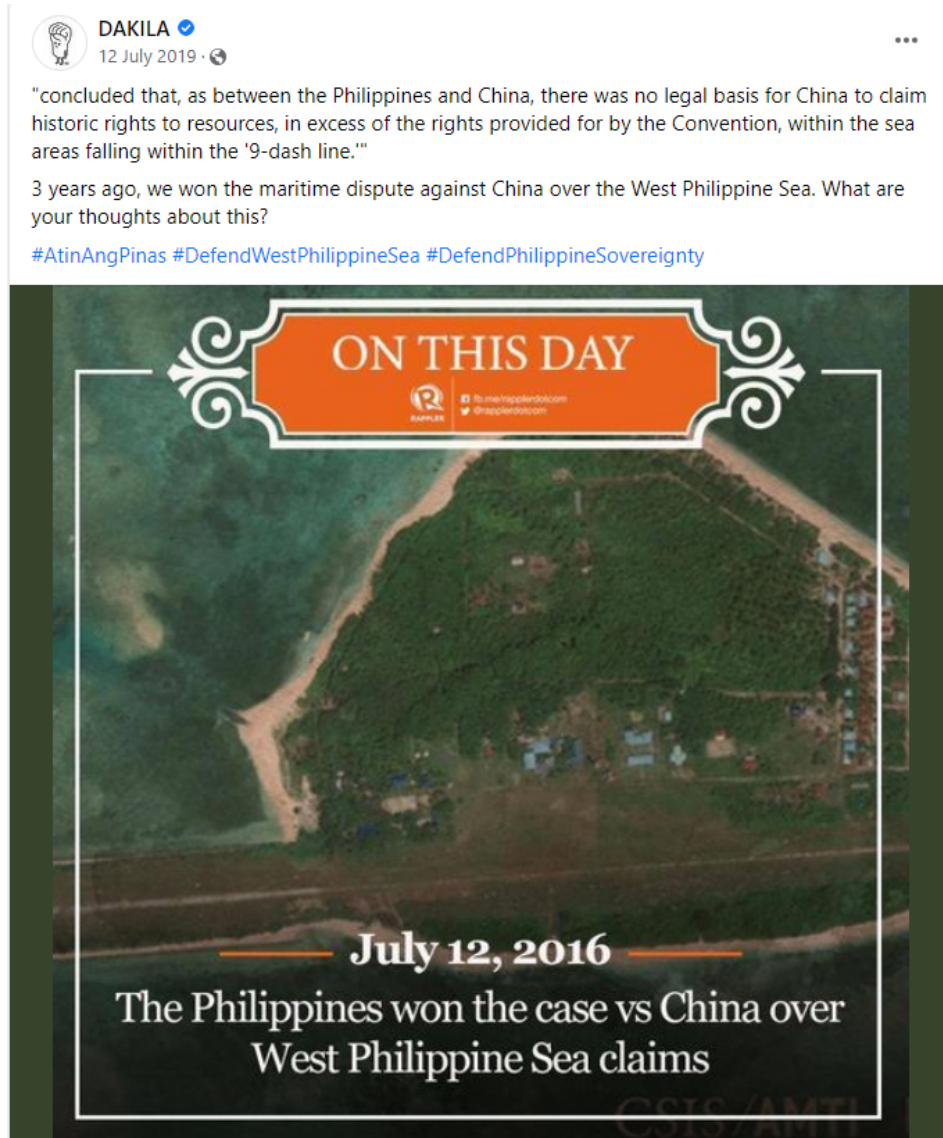 DAKILA
12 July 2019 ·
"concluded that, as between the Philippines and China, there was no legal basis for China to claim
historic rights to resources, in excess of the rights provided for by the Convention, within the sea
areas falling within the '9-dash line.'"
3 years ago, we won the maritime dispute against China over the West Philippine Sea. What are
your thoughts about this?
#AtinAngPinas #DefendWestPhilippineSea #DefendPhilippineSovereignty
ON THIS DAY
R
RAPPLER
fb.me/rapplerdotcom
@rapplerdotcom
July 12, 2016
The Philippines won the case vs China over
West Philippine Sea claims
CSIS/AMTI